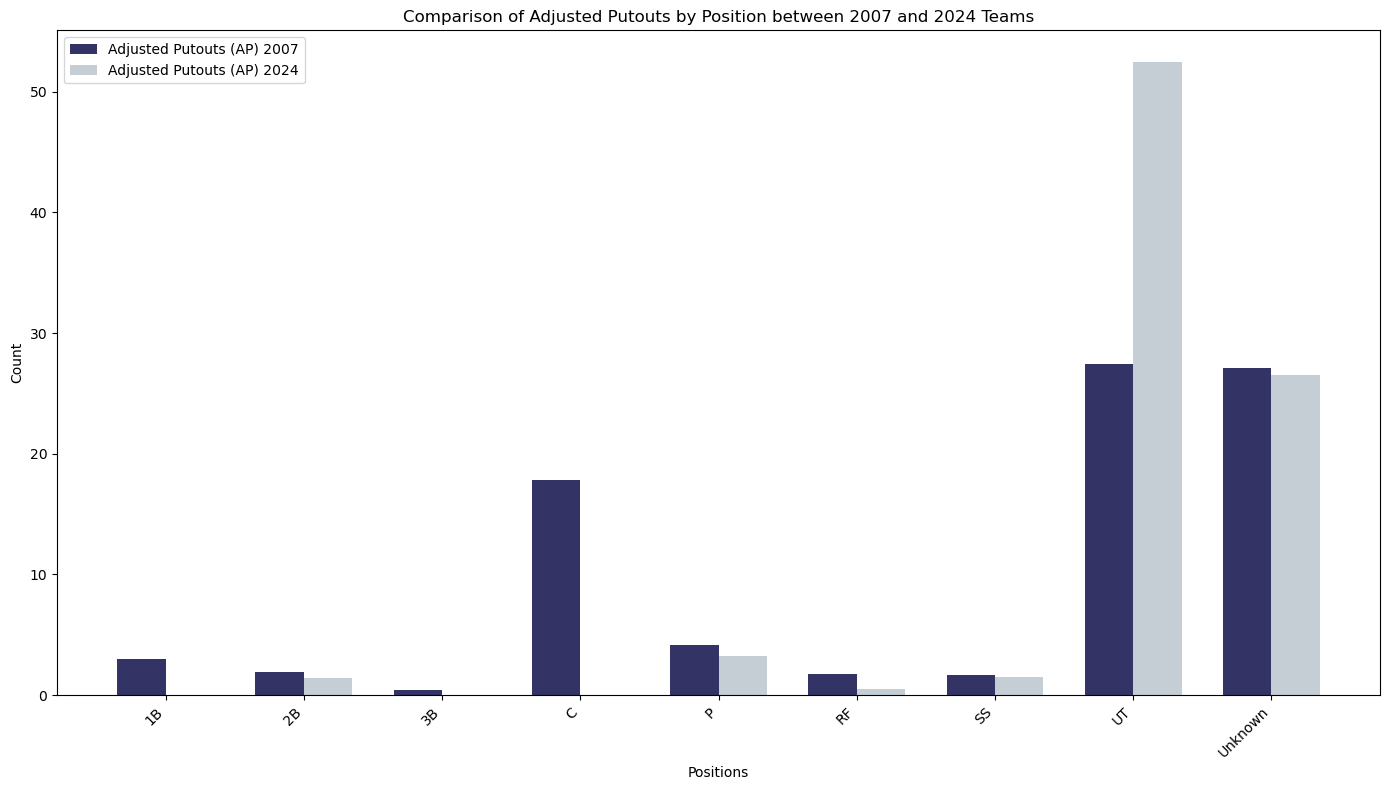 Comparison of Adjusted Putouts by Position between 2007 and 2024 Teams
Adjusted Putouts (AP) 2007
Adjusted Putouts (AP) 2024
Count
50
40
30
20
10
0
1B
2B
3B
C
P
RF
SS
UT
Unknown
Positions